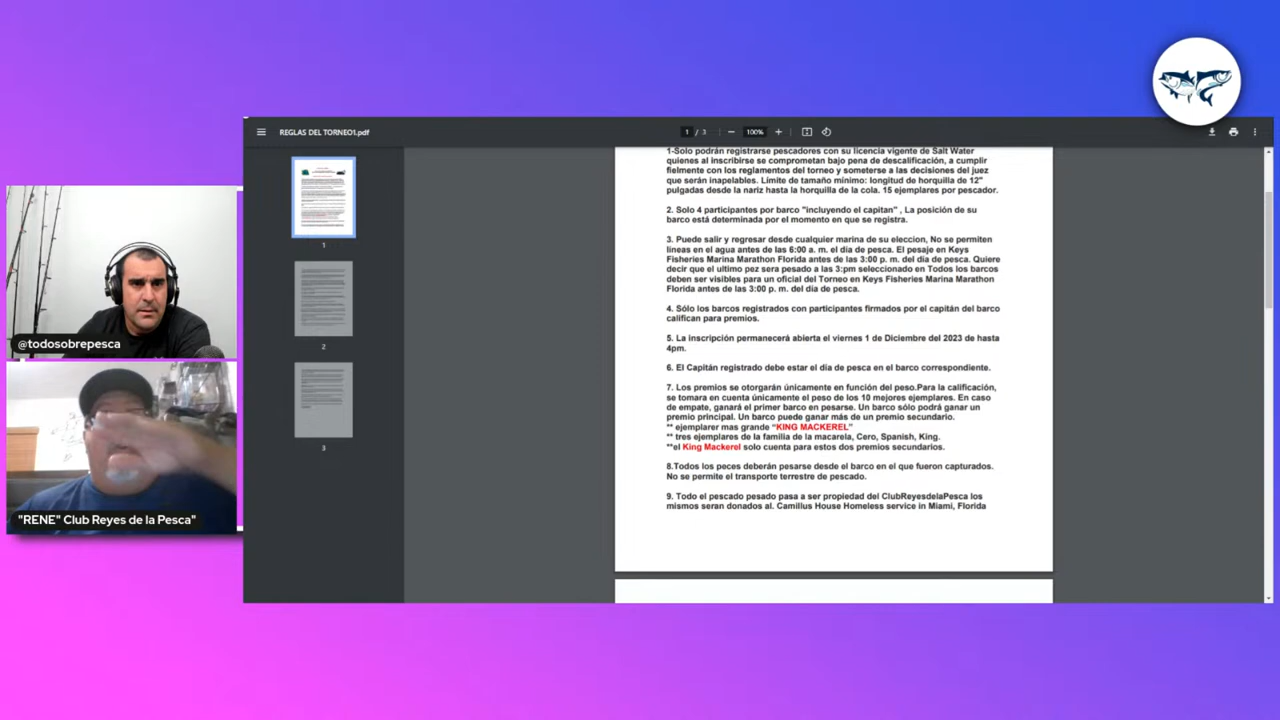 REGLAS DEL TORNEO1.pdf
1 / 3
100%
1-Solo podrán registrarse pescadores con su licencia vigente de Salt Water
quienes al inscribirse se comprometan bajo pena de descalificación, a cumplir
fielmente con los reglamentos del torneo y someterse a las decisiones del juez
que serán inapelables. Límite de tamaño mínimo: longitud de horquilla de 12"
pulgadas desde la nariz hasta la horquilla de la cola. 15 ejemplares por pescador.
2. Solo 4 participantes por barco "incluyendo el capitan" , La posición de su
barco está determinada por el momento en que se registra.
3. Puede salir y regresar desde cualquier marina de su eleccion, No se permiten
lineas en el agua antes de las 6:00 a. m. el día de pesca. El pesaje en Keys
Fisheries Marina Marathon Florida antes de las 3:00 p. m. del día de pesca. Quiere
decir que el ultimo pez sera pesado a las 3:pm seleccionado en Todos los barcos
deben ser visibles para un oficial del Torneo en Keys Fisheries Marina Marathon
Florida antes de las 3:00 p. m. del día de pesca.
4. Sólo los barcos registrados con participantes firmados por el capitán del barco
califican para premios.
5. La inscripción permanecerá abierta el viernes 1 de Diciembre del 2023 de hasta
4pm.
6. El Capitán registrado debe estar el día de pesca en el barco correspondiente.
7. Los premios se otorgarán únicamente en función del peso.Para la calificación,
se tomara en cuenta únicamente el peso de los 10 mejores ejemplares. En caso
de empate, ganará el primer barco en pesarse. Un barco sólo podrá ganar un
premio principal. Un barco puede ganar más de un premio secundario.
** ejemplarer mas grande “KING MACKEREL”
** tres ejemplares de la familia de la macarela, Cero, Spanish, King.
**el King Mackerel solo cuenta para estos dos premios secundarios.
8.Todos los peces deberán pesarse desde el barco en el que fueron capturados.
No se permite el transporte terrestre de pescado.
9. Todo el pescado pesado pasa a ser propiedad del ClubReyesdelaPesca los
mismos seran donados al. Camillus House Homeless service in Miami, Florida
1
2
3
@todosobrepesca
"RENE" Club Reyes de la Pesca"